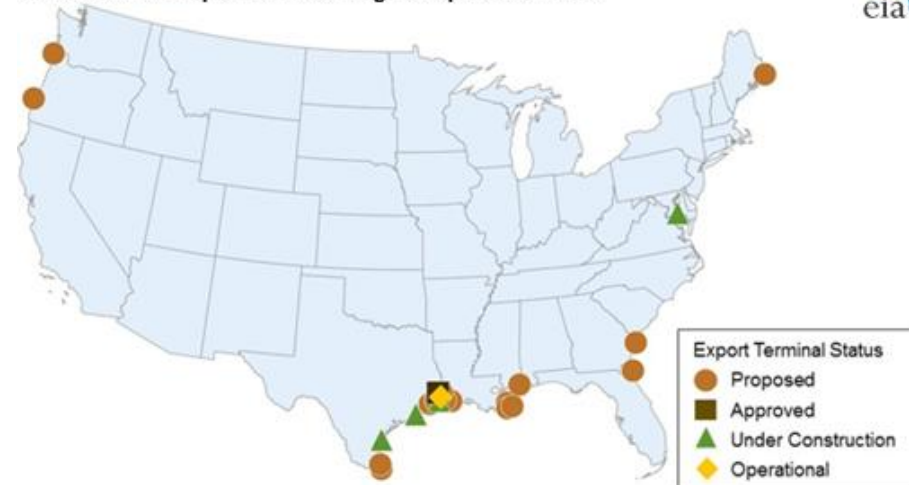 eia
Export Terminal Status
Proposed
Approved
Under Construction
Operational